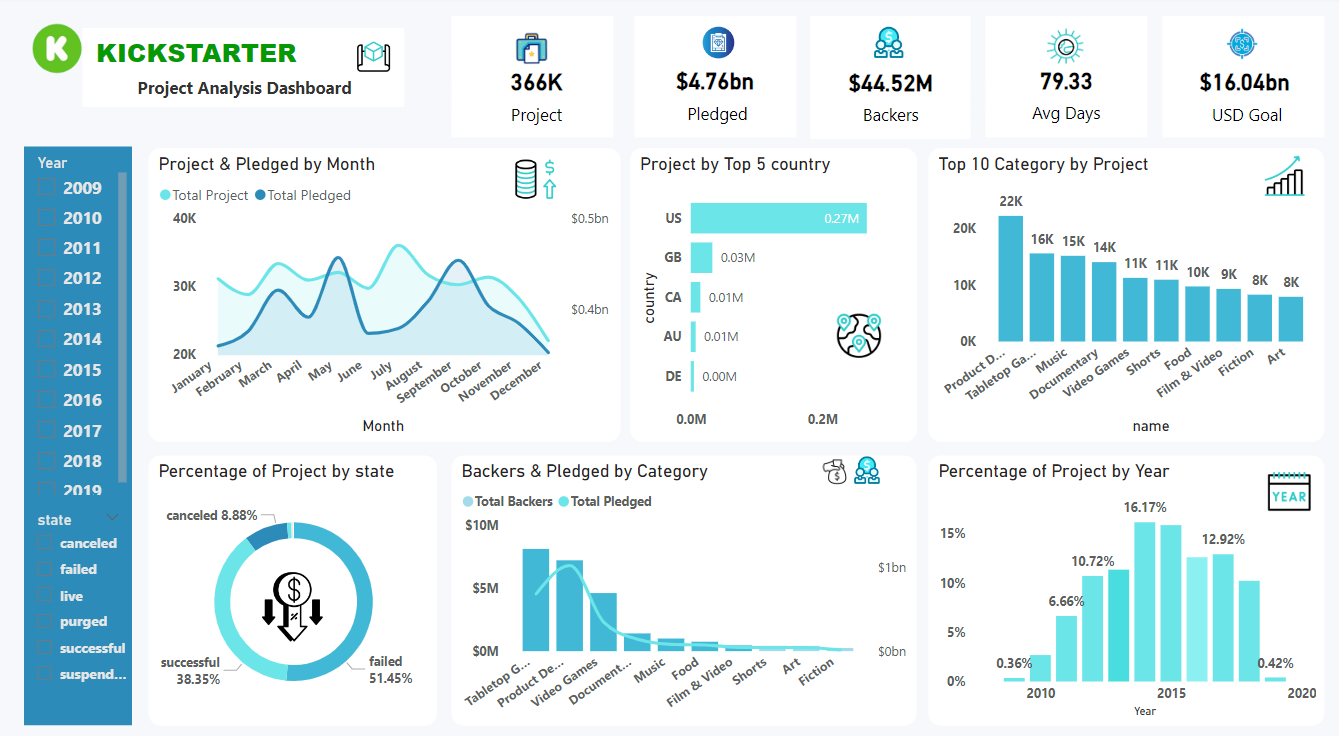 K KICKSTARTER
Project Analysis Dashboard
366K
Project
$4.76bn
Pledged
$44.52M
Backers
79.33
Avg Days
$16.04bn
USD Goal
Year
2009
2010
2011
2012
2013
2014
2015
2016
2017
2018
2019
state
canceled
failed
live
purged
successful
suspend...
Project & Pledged by Month
$
Total Project Total Pledged
40K
30K
20K
$0.5bn
$0.4bn
January
February
March
April
May
June
July
August
September
October
November
December
Month
Project by Top 5 country
country
US 0.27M
GB 0.03M
CA 0.01M
AU 0.01M
DE 0.00M
0.0M 0.2M
Top 10 Category by Project
20K
10K
0K
22K
16K
15K
14K
11K
11K
10K
9K
8K
8K
Product D...
Tabletop Ga...
Music
Documentary
Video Games
Shorts
Food
Film & Video
Fiction
Art
name
Percentage of Project by state
canceled 8.88%
$
%
successful
38.35%
failed
51.45%
Backers & Pledged by Category
$
$
Total Backers Total Pledged
$10M
$5M
$0M
$1bn
$0bn
Tabletop G...
Product De...
Video Games
Document...
Music
Food
Film & Video
Shorts
Art
Fiction
Percentage of Project by Year
YEAR
15%
10%
5%
0%
0.36%
6.66%
10.72%
16.17%
12.92%
0.42%
2010 2015 2020
Year